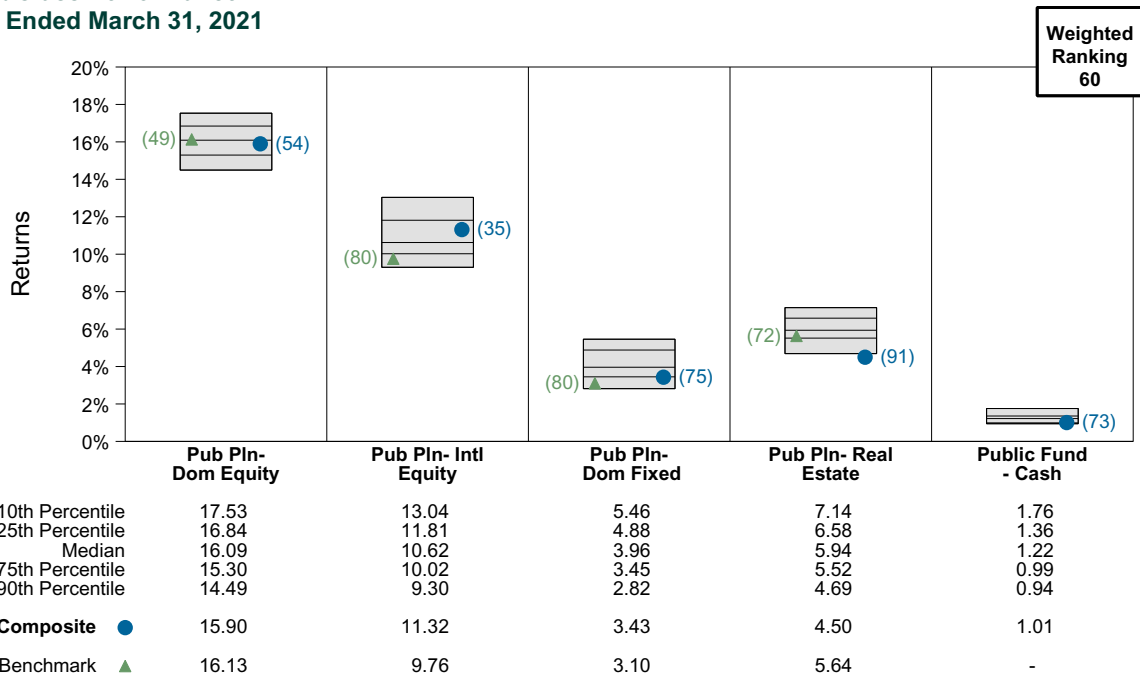 Ended March 31, 2021
Weighted
Ranking
60
Returns
20%
18%
16%
14%
12%
10%
8%
6%
4%
2%
0%
(49) (54)
(80) (35)
(80) (75)
(72) (91)
(73)
Pub Pln- Dom Equity
Pub Pln- Intl Equity
Pub Pln- Dom Fixed
Pub Pln- Real Estate
Public Fund - Cash
10th Percentile 17.53 13.04 5.46 7.14 1.76
25th Percentile 16.84 11.81 4.88 6.58 1.36
Median 16.09 10.62 3.96 5.94 1.22
75th Percentile 15.30 10.02 3.45 5.52 0.99
90th Percentile 14.49 9.30 2.82 4.69 0.94
Composite 15.90 11.32 3.43 4.50 1.01
Benchmark 16.13 9.76 3.10 5.64 -